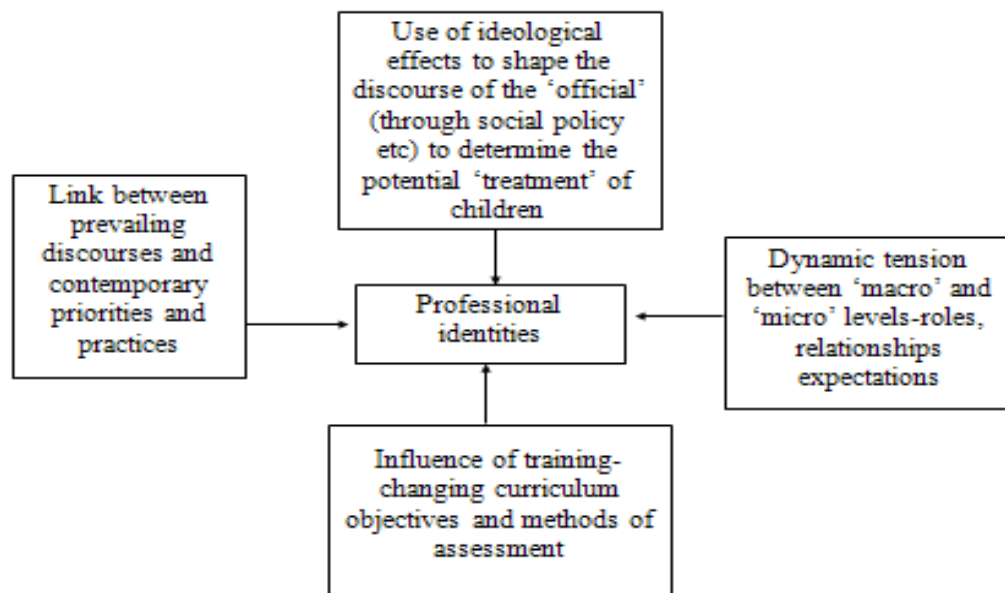 Use of ideological
effects to shape the
discourse of the ‘official’
(through social policy
etc) to determine the
potential ‘treatment’ of
children
Link between
prevailing
discourses and
contemporary
priorities and
practices
Professional
identities
Dynamic tension
between ‘macro’ and
‘micro’ levels-roles,
relationships
expectations
Influence of training-
changing curriculum
objectives and methods of
assessment